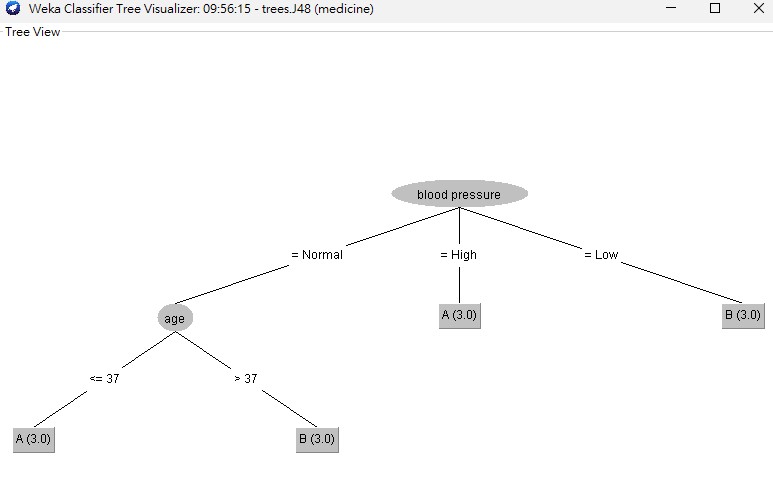 Weka Classifier Tree Visualizer: 09:56:15 - trees.J48 (medicine)
Tree View
blood pressure
= Normal
= High
= Low
age
A (3.0)
B (3.0)
<= 37
> 37
A (3.0)
B (3.0)